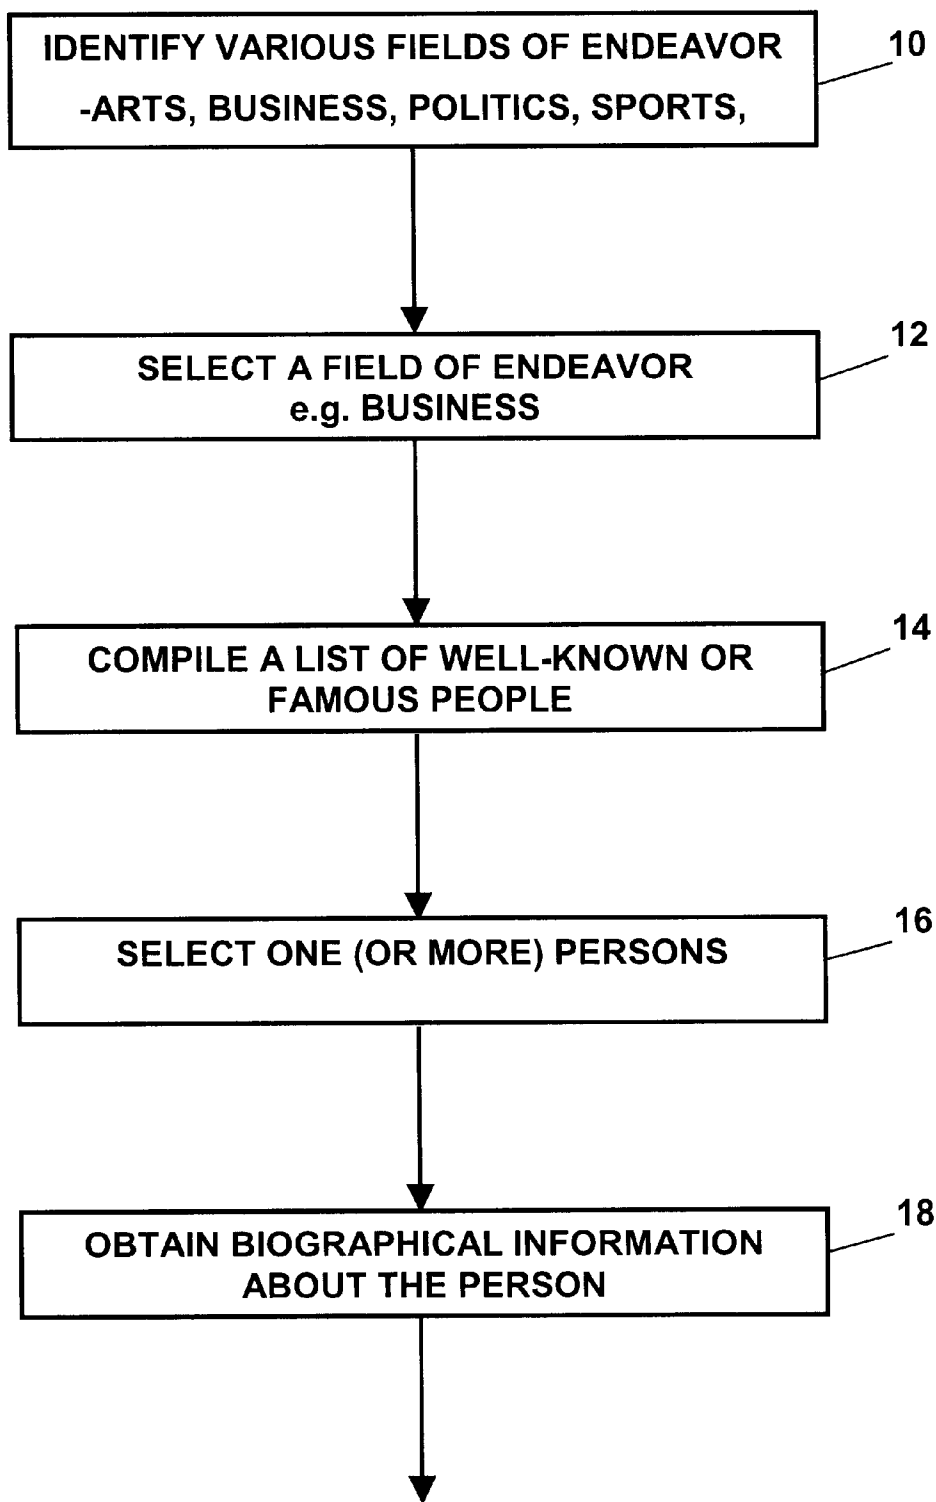 IDENTIFY VARIOUS FIELDS OF ENDEAVOR
-ARTS, BUSINESS, POLITICS, SPORTS,
10
SELECT A FIELD OF ENDEAVOR
e.g. BUSINESS
12
COMPILE A LIST OF WELL-KNOWN OR
FAMOUS PEOPLE
14
SELECT ONE (OR MORE) PERSONS
16
OBTAIN BIOGRAPHICAL INFORMATION
ABOUT THE PERSON
18